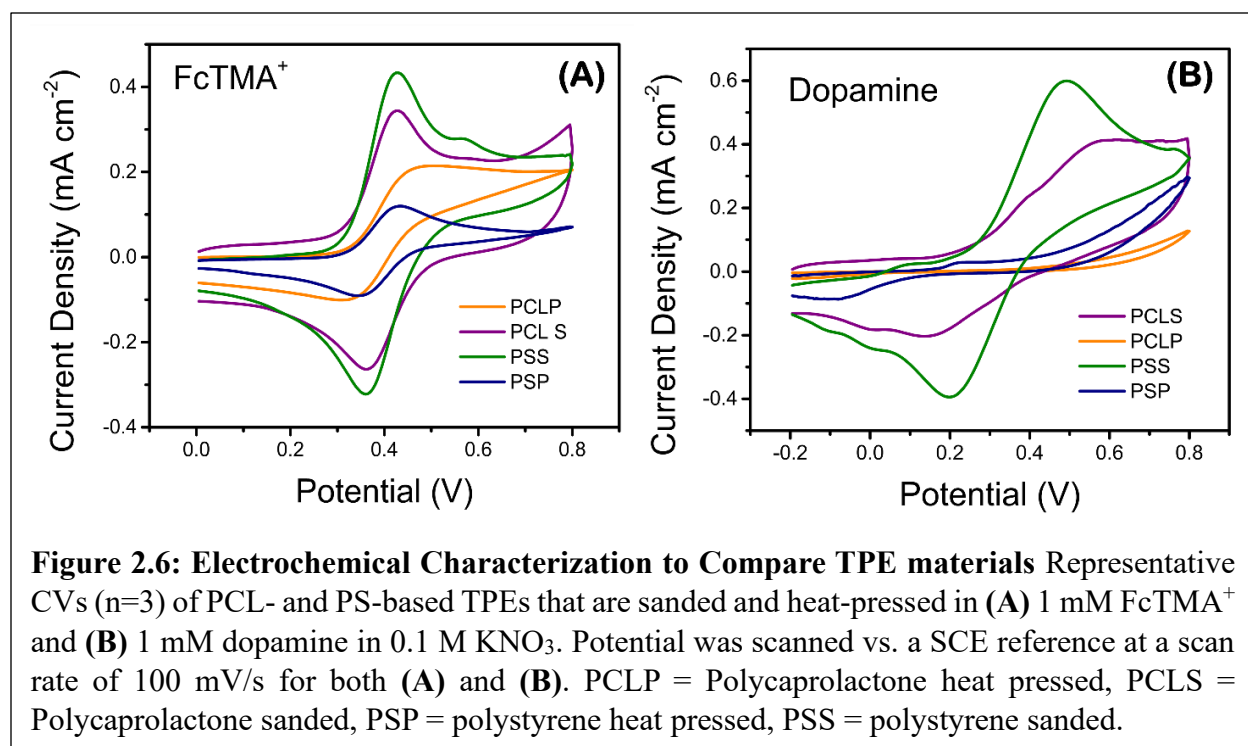 FcTMA⁺
(A)
Current Density (mA cm⁻²)
0.4
0.2
0.0
-0.2
-0.4
PCLP
PCL S
PSS
PSP
0.0 0.2 0.4 0.6 0.8
Potential (V)
Dopamine
(B)
Current Density (mA cm⁻²)
0.6
0.4
0.2
0.0
-0.2
-0.4
PCLS
PCLP
PSS
PSP
-0.2 0.0 0.2 0.4 0.6 0.8
Potential (V)
Figure 2.6: Electrochemical Characterization to Compare TPE materials Representative
CVs (n=3) of PCL- and PS-based TPEs that are sanded and heat-pressed in (A) 1 mM FcTMA⁺
and (B) 1 mM dopamine in 0.1 M KNO₃. Potential was scanned vs. a SCE reference at a scan
rate of 100 mV/s for both (A) and (B). PCLP = Polycaprolactone heat pressed, PCLS =
Polycaprolactone sanded, PSP = polystyrene heat pressed, PSS = polystyrene sanded.